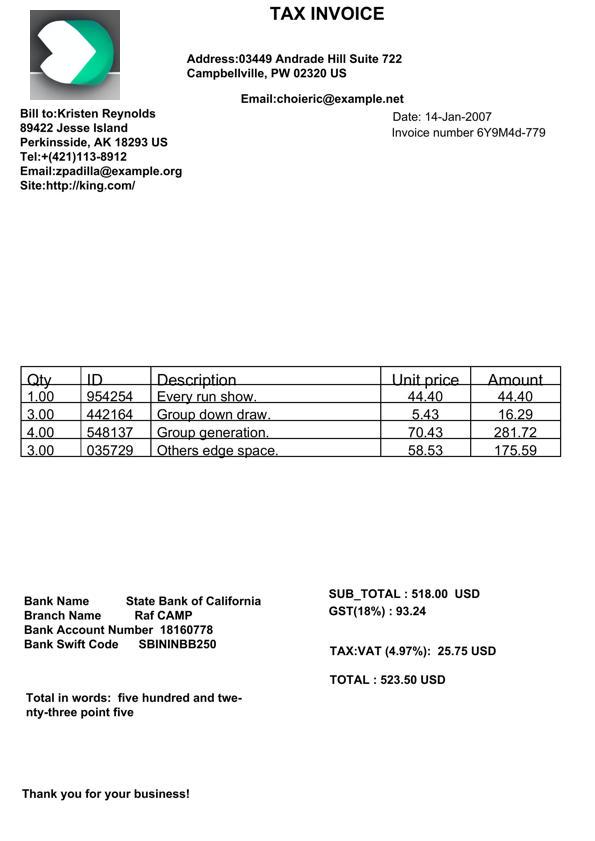 TAX INVOICE
Address:03449 Andrade Hill Suite 722
Campbellville, PW 02320 US
Email:choieric@example.net
Bill to:Kristen Reynolds
89422 Jesse Island
Perkinsside, AK 18293 US
Tel:+(421)113-8912
Email:zpadilla@example.org
Site:http://king.com/
Date: 14-Jan-2007
Invoice number 6Y9M4d-779
Qty ID Description Unit price Amount
1.00 954254 Every run show. 44.40 44.40
3.00 442164 Group down draw. 5.43 16.29
4.00 548137 Group generation. 70.43 281.72
3.00 035729 Others edge space. 58.53 175.59
Bank Name State Bank of California
Branch Name Raf CAMP
Bank Account Number 18160778
Bank Swift Code SBININBB250
SUB_TOTAL : 518.00 USD
GST(18%) : 93.24
TAX:VAT (4.97%): 25.75 USD
TOTAL : 523.50 USD
Total in words: five hundred and twe-
nty-three point five
Thank you for your business!